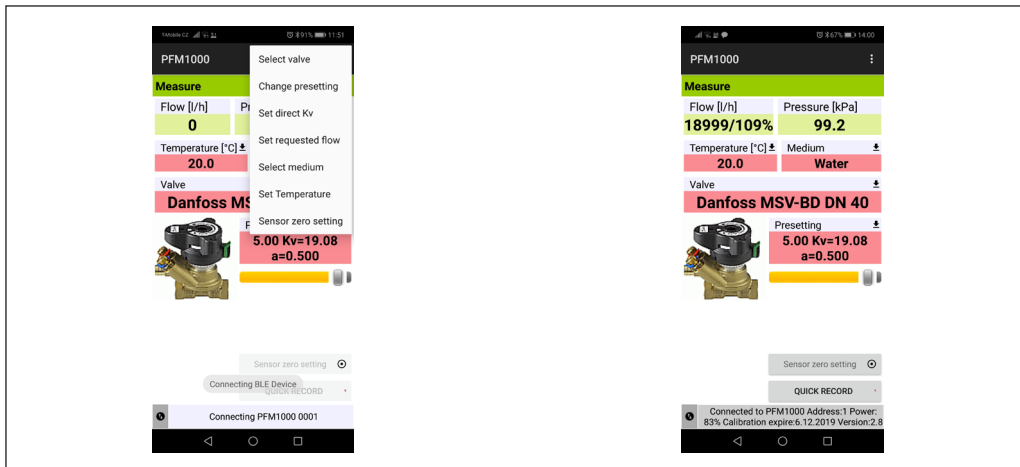 T-Mobile CZ 91% 11:51
PFM1000
Select valve
Change presetting
Set direct Kv
Set requested flow
Select medium
Set Temperature
Sensor zero setting
Measure
Flow [l/h] Pr
0
Temperature [°C]
20.0
Valve
Danfoss MS
P
5.00 Kv=19.08
a=0.500
Sensor zero setting
Connecting BLE Device
QUICK RECORD
Connecting PFM1000 0001
67% 14:00
PFM1000
Measure
Flow [l/h] Pressure [kPa]
18999/109% 99.2
Temperature [°C] Medium
20.0 Water
Valve
Danfoss MSV-BD DN 40
Presetting
5.00 Kv=19.08
a=0.500
Sensor zero setting
QUICK RECORD
Connected to PFM1000 Address:1 Power:
83% Calibration expire:6.12.2019 Version:2.8